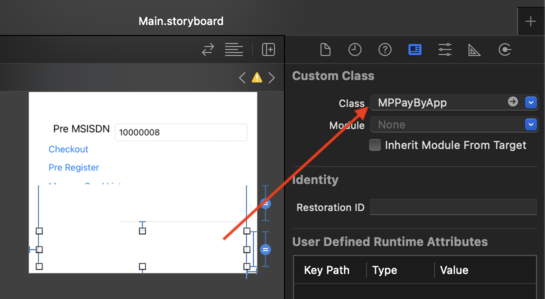 Main.storyboard
Custom Class
Class MPPayByApp
Module None
Inherit Module From Target
Identity
Restoration ID
User Defined Runtime Attributes
Key Path Type Value
Pre MSISDN 10000008
Checkout
Pre Register